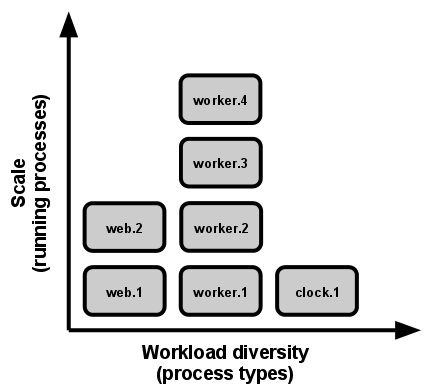 worker.4
worker.3
web.2
worker.2
web.1
worker.1
clock.1
Scale
(running processes)
Workload diversity
(process types)